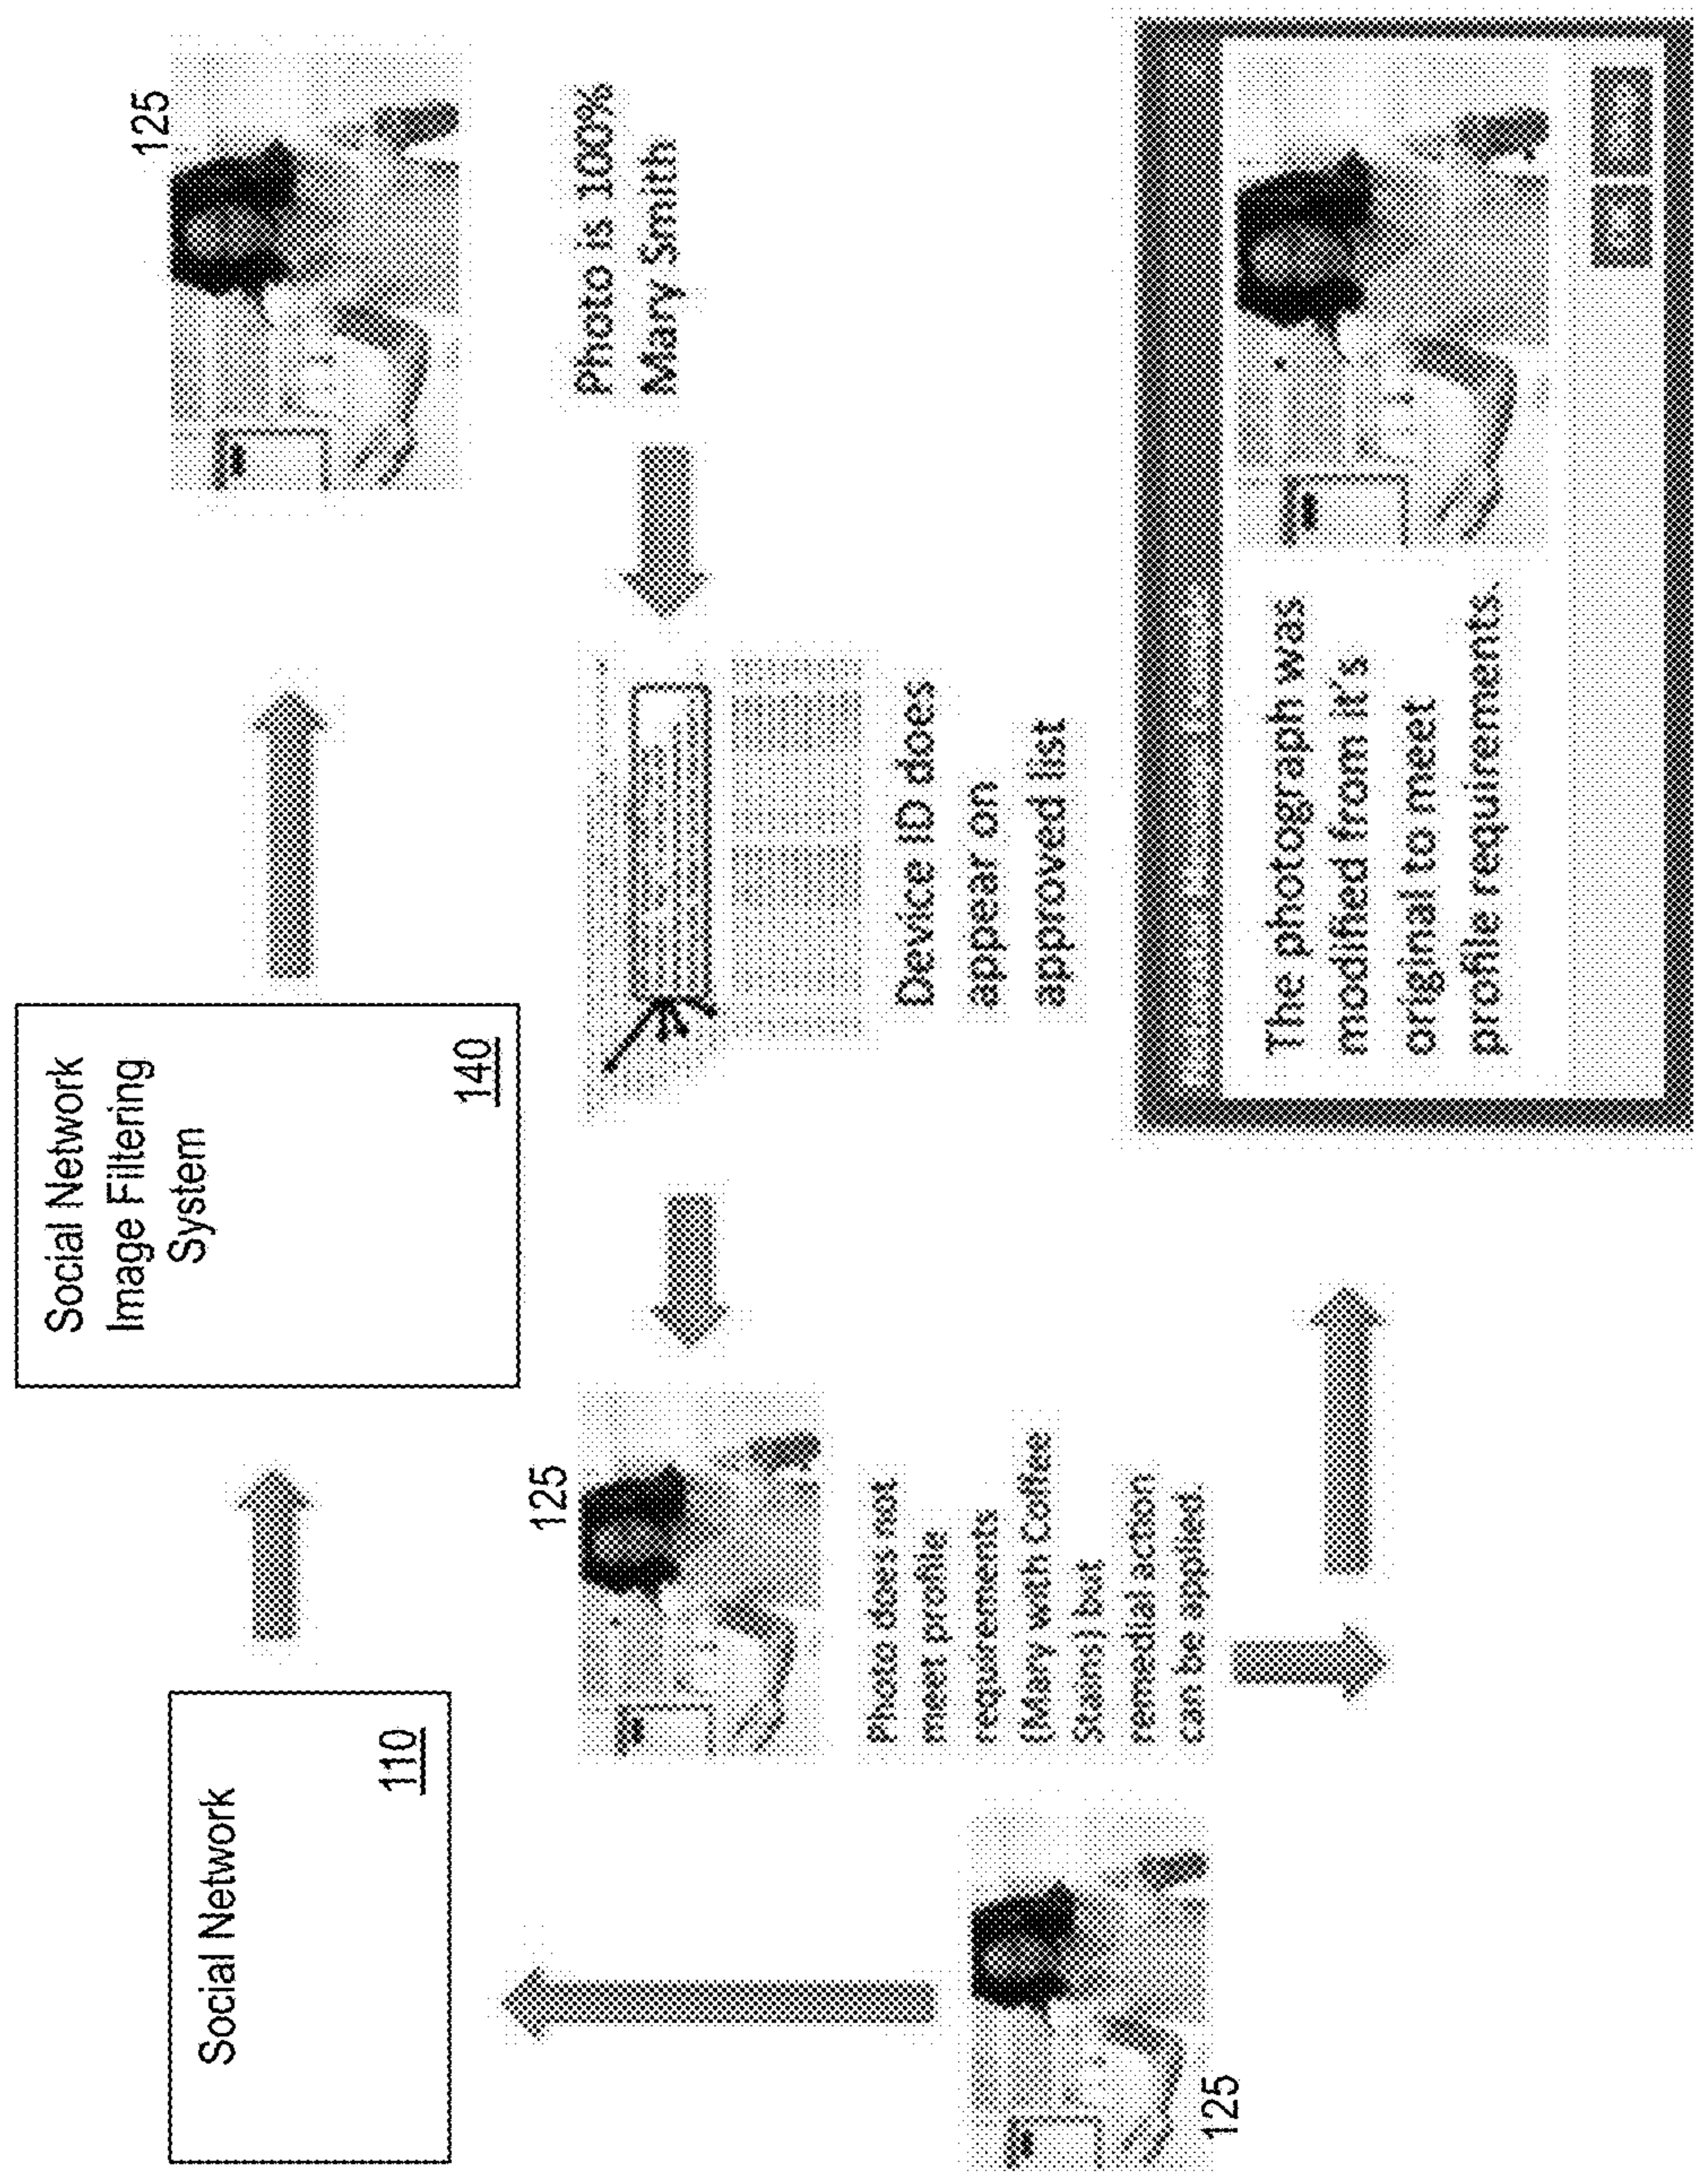 Social Network
110
Social Network
Image Filtering
System
140
125
Photo is 100%
Mary Smith
Device ID does
appear on
approved list
125
Photo does not
meet profile
requirements
(Mary with Coffee
Stans) but
remedial action
can be applied.
125
The photograph was
modified from it's
original to meet
profile requirements.